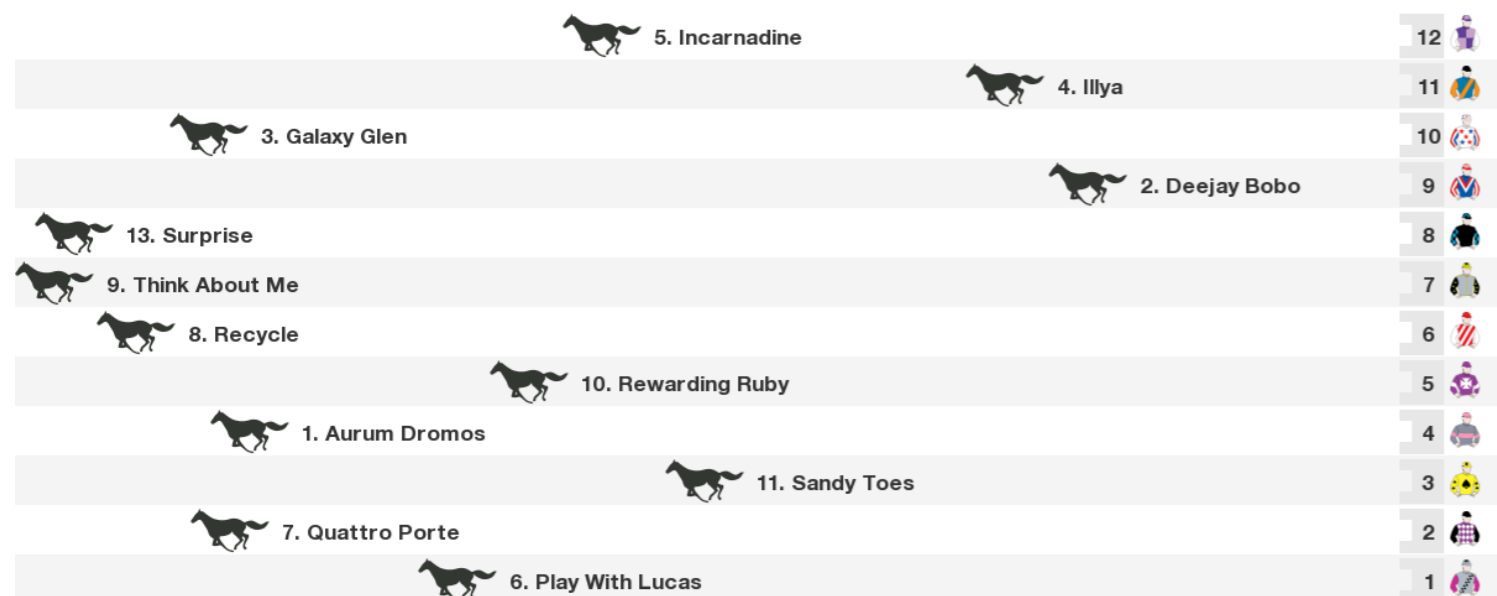 5. Incarnadine 12
4. Illya 11
3. Galaxy Glen 10
2. Deejay Bobo 9
13. Surprise 8
9. Think About Me 7
8. Recycle 6
10. Rewarding Ruby 5
1. Aurum Dromos 4
11. Sandy Toes 3
7. Quattro Porte 2
6. Play With Lucas 1